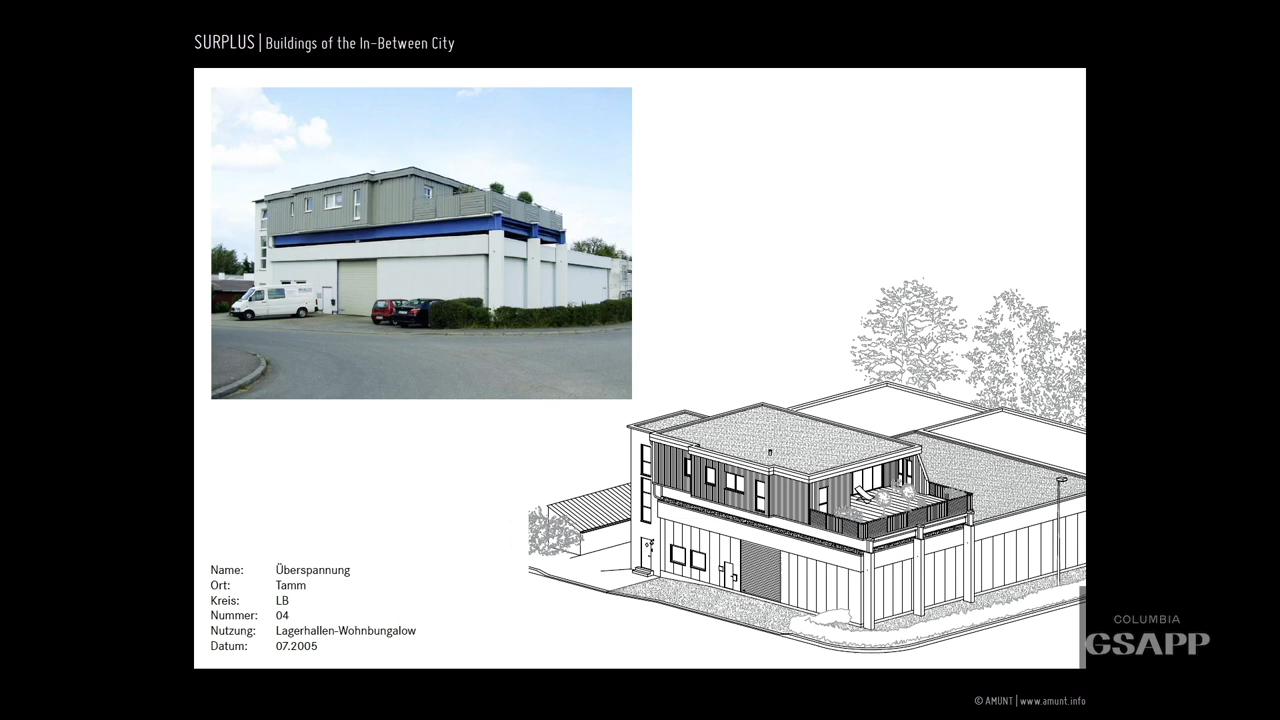 SURPLUS | Buildings of the In-Between City
Name: Überspannung
Ort: Tamm
Kreis: LB
Nummer: 04
Nutzung: Lagerhallen-Wohnbungalow
Datum: 07.2005
COLUMBIA
GSAPP
© AMUNT | www.amunt.info